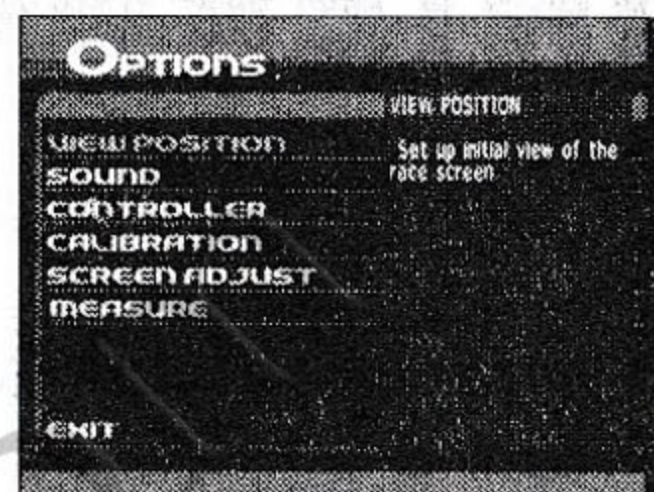 OPTIONS
VIEW POSITION
SOUND
CONTROLLER
CALIBRATION
SCREEN ADJUST
MEASURE
EXIT
VIEW POSITION
Set up initial view of the
race screen